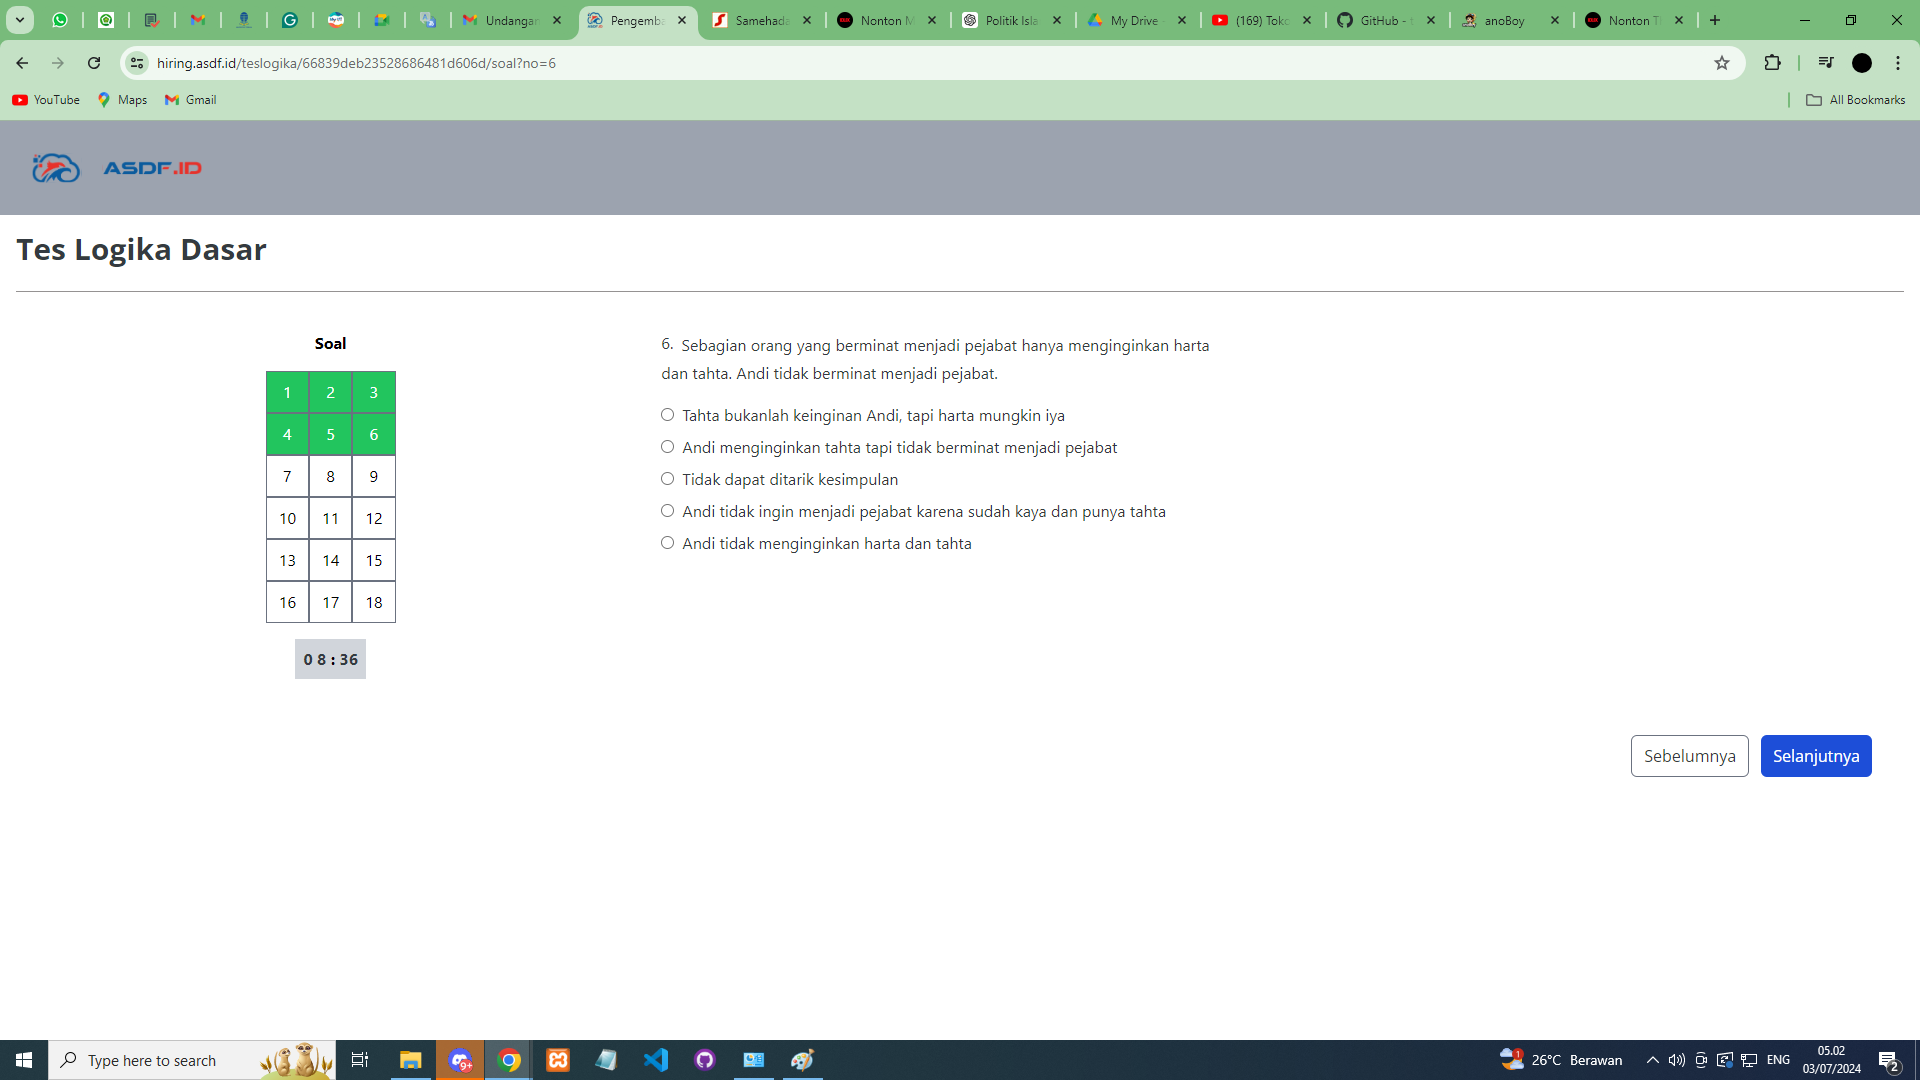 Undangan
Pengemba
Samehada
Nonton M
Politik Isla
My Drive -
(169) Toko
GitHub - t
anoBoy
Nonton T
hiring.asdf.id/teslogika/66839deb23528686481d606d/soal?no=6
YouTube Maps Gmail
All Bookmarks
ASDF.ID
Tes Logika Dasar
Soal
1 2 3
4 5 6
7 8 9
10 11 12
13 14 15
16 17 18
08:36
6. Sebagian orang yang berminat menjadi pejabat hanya menginginkan harta
dan tahta. Andi tidak berminat menjadi pejabat.
Tahta bukanlah keinginan Andi, tapi harta mungkin iya
Andi menginginkan tahta tapi tidak berminat menjadi pejabat
Tidak dapat ditarik kesimpulan
Andi tidak ingin menjadi pejabat karena sudah kaya dan punya tahta
Andi tidak menginginkan harta dan tahta
Sebelumnya
Selanjutnya
Type here to search
9+
1
26°C Berawan
ENG
05.02
03/07/2024
2